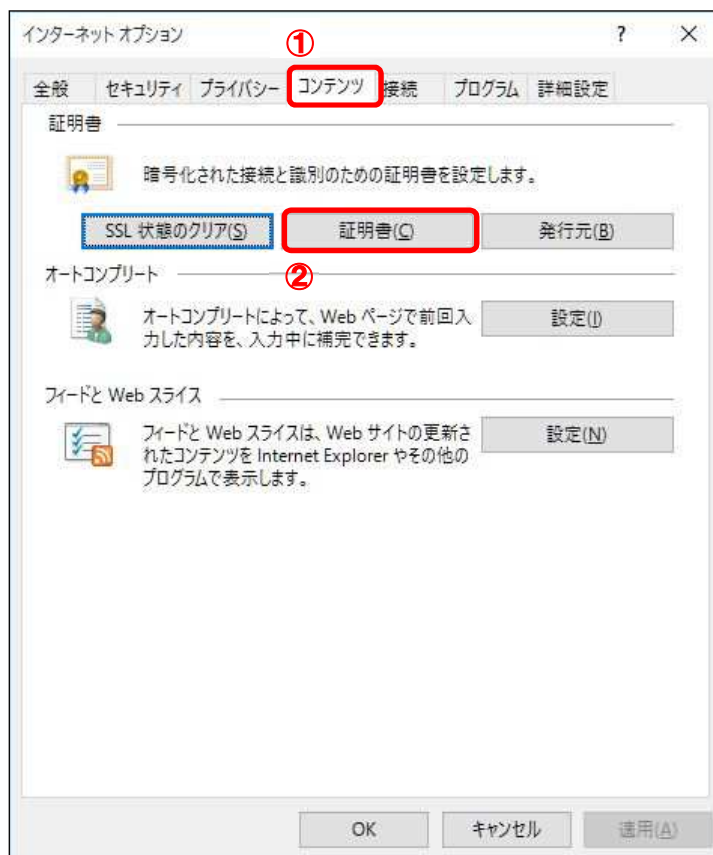 インターネット オプション ? ×
①
全般 セキュリティ プライバシー コンテンツ 接続 プログラム 詳細設定
証明書
暗号化された接続と識別のための証明書を設定します。
SSL 状態のクリア(S) 証明書(C) 発行元(B)
②
オートコンプリート
オートコンプリートによって、Web ページで前回入
力した内容を、入力中に補完できます。
設定(I)
フィードと Web スライス
フィードと Web スライスは、Web サイトの更新さ
れたコンテンツを Internet Explorer やその他の
プログラムで表示します。
設定(N)
OK キャンセル 適用(A)